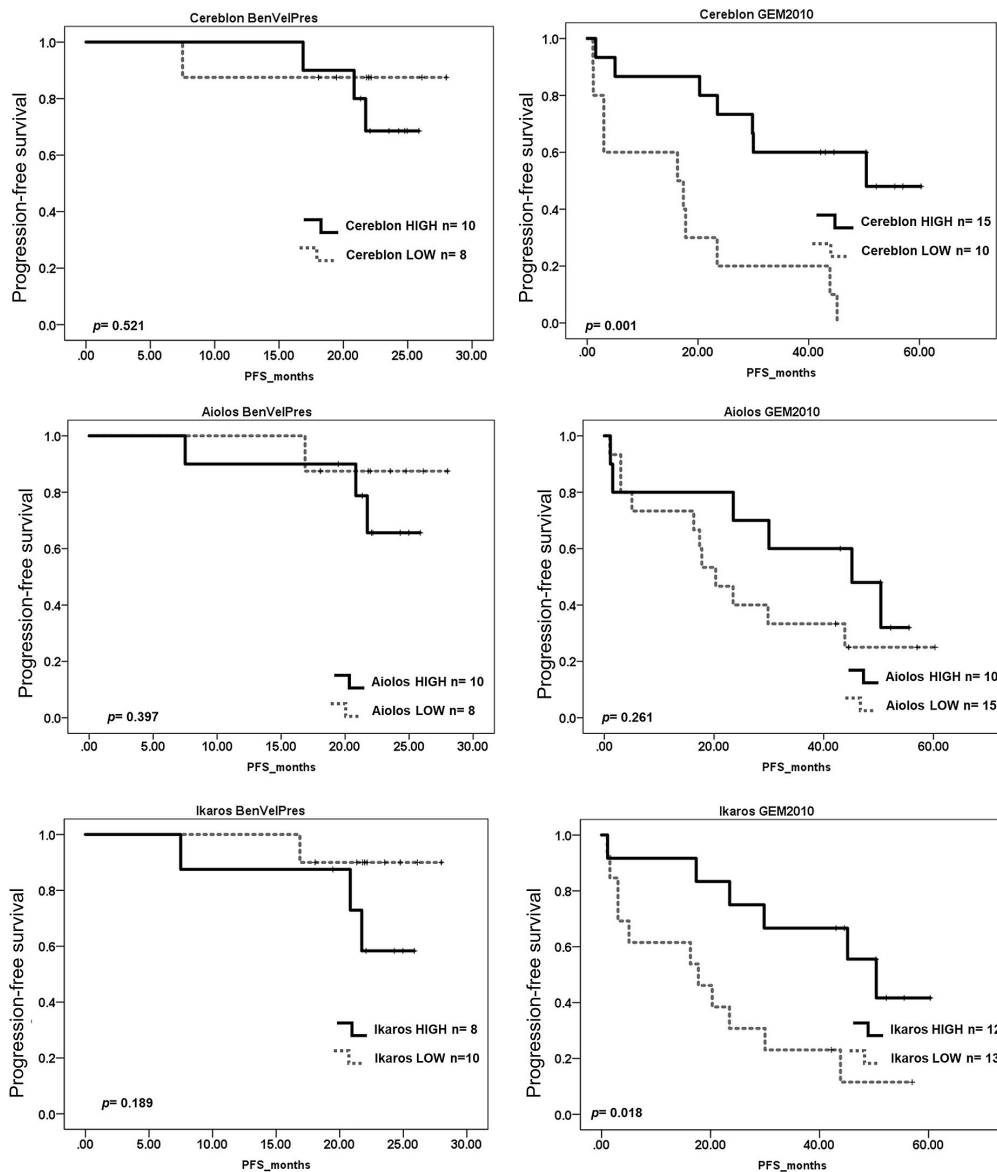 Cereblon BenVelPres
Progression-free survival
1.0
0.8
0.6
0.4
0.2
0.0
Cereblon HIGH n= 10
Cereblon LOW n= 8
p= 0.521
.00 5.00 10.00 15.00 20.00 25.00 30.00
PFS_months
Cereblon GEM2010
Progression-free survival
1.0
0.8
0.6
0.4
0.2
0.0
Cereblon HIGH n= 15
Cereblon LOW n= 10
p= 0.001
.00 20.00 40.00 60.00
PFS_months
Aiolos BenVelPres
Progression-free survival
1.0
0.8
0.6
0.4
0.2
0.0
Aiolos HIGH n= 10
Aiolos LOW n= 8
p= 0.397
.00 5.00 10.00 15.00 20.00 25.00 30.00
PFS_months
Aiolos GEM2010
Progression-free survival
1.0
0.8
0.6
0.4
0.2
0.0
Aiolos HIGH n= 10
Aiolos LOW n= 15
p= 0.261
.00 20.00 40.00 60.00
PFS_months
Ikaros BenVelPres
Progression-free survival
1.0
0.8
0.6
0.4
0.2
0.0
Ikaros HIGH n= 8
Ikaros LOW n=10
p= 0.189
.00 5.00 10.00 15.00 20.00 25.00 30.00
PFS_months
Ikaros GEM2010
Progression-free survival
1.0
0.8
0.6
0.4
0.2
0.0
Ikaros HIGH n= 12
Ikaros LOW n= 13
p= 0.018
.00 20.00 40.00 60.00
PFS_months